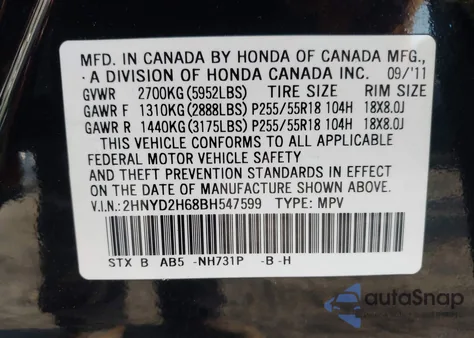 MFD. IN CANADA BY HONDA OF CANADA MFG.,
A DIVISION OF HONDA CANADA INC. 09/'11
GVWR 2700KG(5952LBS) TIRE SIZE RIM SIZE
GAWR F 1310KG(2888LBS) P255/55R18 104H 18X8.0J
GAWR R 1440KG(3175LBS) P255/55R18 104H 18X8.0J
THIS VEHICLE CONFORMS TO ALL APPLICABLE
FEDERAL MOTOR VEHICLE SAFETY
AND THEFT PREVENTION STANDARDS IN EFFECT
ON THE DATE OF MANUFACTURE SHOWN ABOVE.
V.I.N.:2HNYD2H68BH547599 TYPE: MPV
STX B AB5 -NH731P -B-H
autoSnap